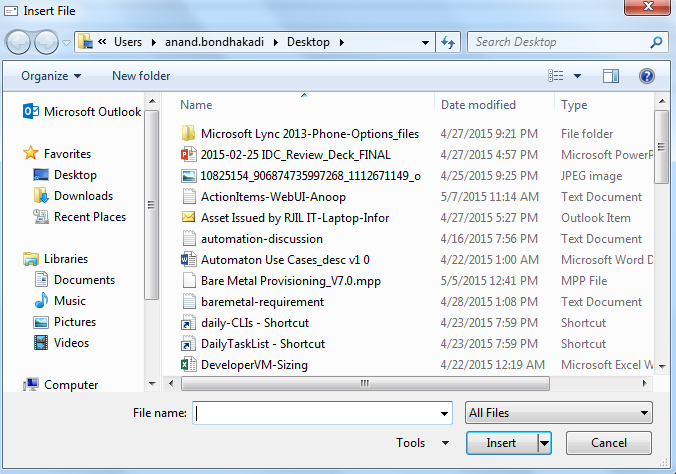 Insert File
« Users ▸ anand.bondhakadi ▸ Desktop ▸
Search Desktop
Organize New folder
Name Date modified Type
Microsoft Outlook
Favorites
Desktop
Downloads
Recent Places
Libraries
Documents
Music
Pictures
Videos
Computer
Microsoft Lync 2013-Phone-Options_files 4/27/2015 9:21 PM File folder
2015-02-25 IDC_Review_Deck_FINAL 4/27/2015 4:57 PM Microsoft PowerP
10825154_906874735997268_1112671149_o 4/25/2015 9:25 PM JPEG image
ActionItems-WebUI-Anoop 5/7/2015 11:14 AM Text Document
Asset Issued by RJIL IT-Laptop-Infor 4/27/2015 5:27 PM Outlook Item
automation-discussion 4/16/2015 7:56 PM Text Document
Automaton Use Cases_desc v1 0 4/22/2015 1:00 AM Microsoft Word D
Bare Metal Provisioning_V7.0.mpp 5/5/2015 12:41 PM MPP File
baremetal-requirement 4/28/2015 1:08 PM Text Document
daily-CLIs - Shortcut 4/23/2015 7:59 PM Shortcut
DailyTaskList - Shortcut 4/23/2015 7:59 PM Shortcut
DeveloperVM-Sizing 4/22/2015 12:19 AM Microsoft Excel W
File name: All Files
Tools Insert Cancel